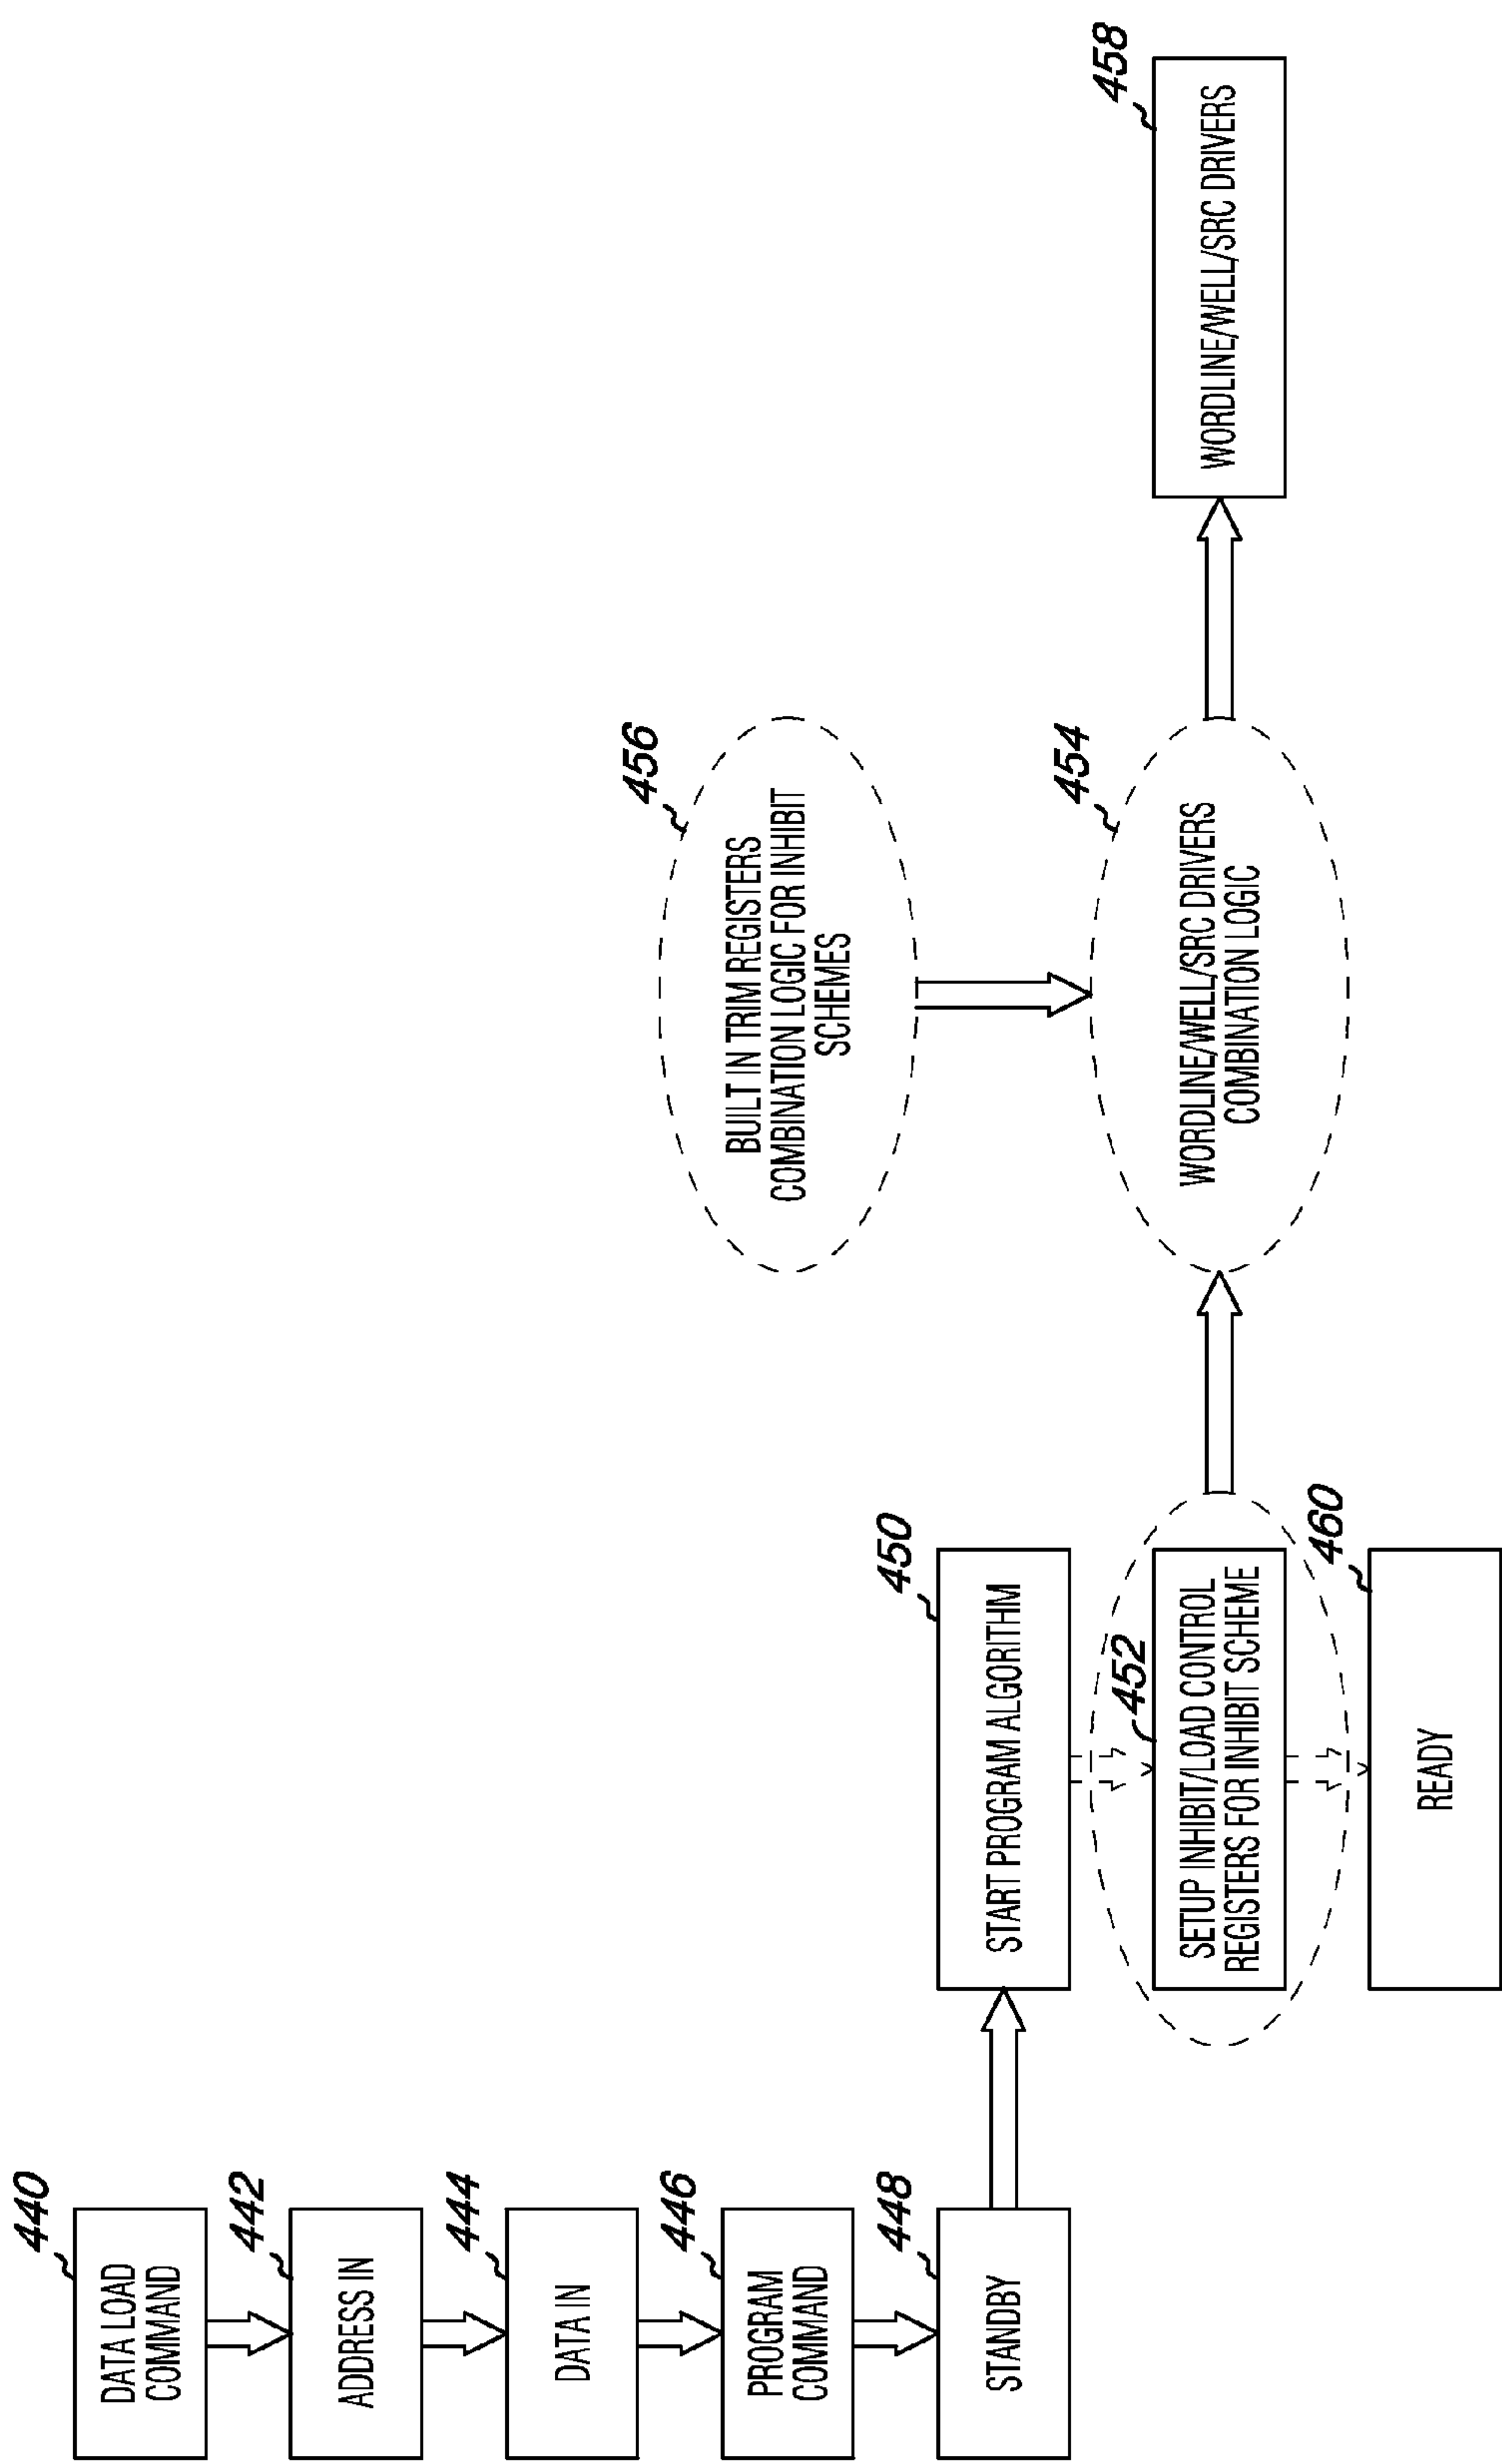 440
DATA LOAD
COMMAND
442
ADDRESS IN
444
DATA IN
446
PROGRAM
COMMAND
448
STANDBY
450
START PROGRAM ALGORITHM
452
SETUP INHIBIT/LOAD CONTROL
REGISTERS FOR INHIBIT SCHEME
460
READY
456
BUILT IN TRIM REGISTERS
COMBINATION LOGIC FOR INHIBIT
SCHEMES
454
WORDLINE/WELL/SRC DRIVERS
COMBINATION LOGIC
458
WORDLINE/WELL/SRC DRIVERS